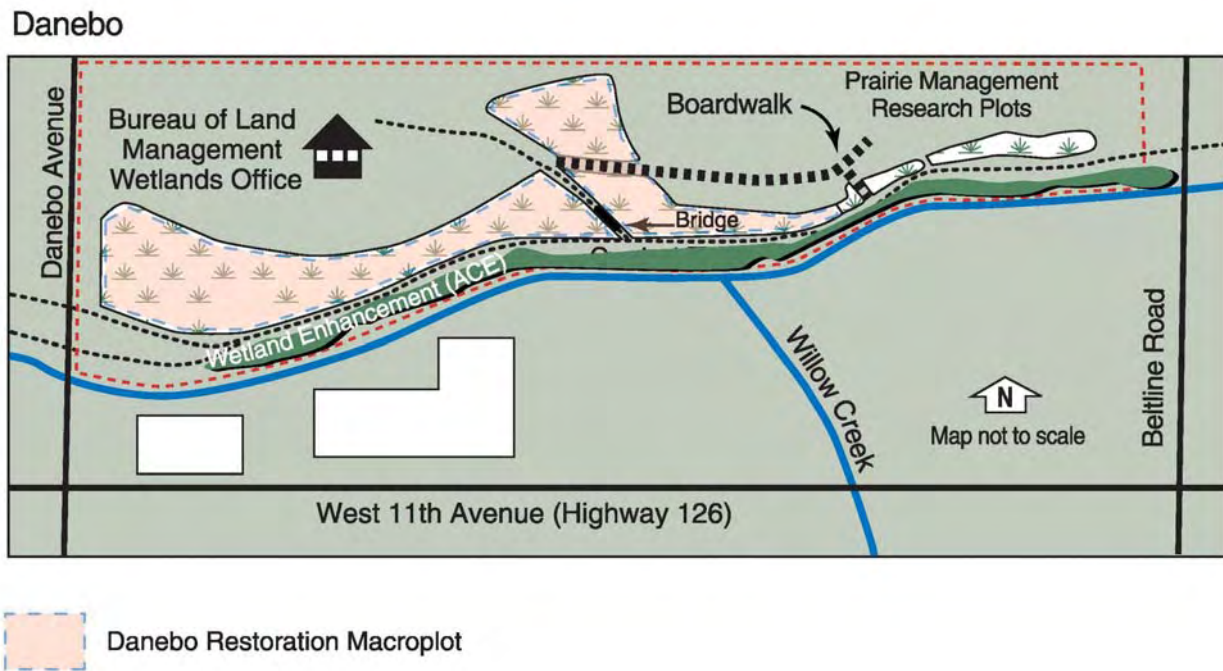 Danebo
Danebo Avenue
Bureau of Land
Management
Wetlands Office
Boardwalk
Prairie Management
Research Plots
Bridge
Wetland Enhancement (ACE)
Willow Creek
N
Map not to scale
Beltline Road
West 11th Avenue (Highway 126)
Danebo Restoration Macroplot